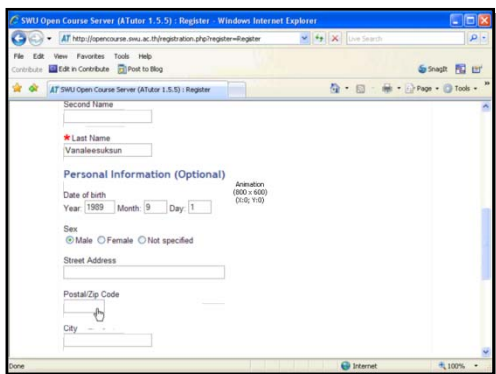 SWU Open Course Server (ATutor 1.5.5) : Register - Windows Internet Explorer
http://opencourse.swu.ac.th/registration.php?register=Register
Live Search
File Edit View Favorites Tools Help
Contribute Edit in Contribute Post to Blog
SnagIt
SWU Open Course Server (ATutor 1.5.5) : Register
Page Tools
Second Name
*Last Name
Vanaleesuksun
Personal Information (Optional)
Animation
(800 x 600)
(X:0; Y:0)
Date of birth
Year: 1989 Month: 9 Day: 1
Sex
Male Female Not specified
Street Address
Postal/Zip Code
City
Done
Internet
100%